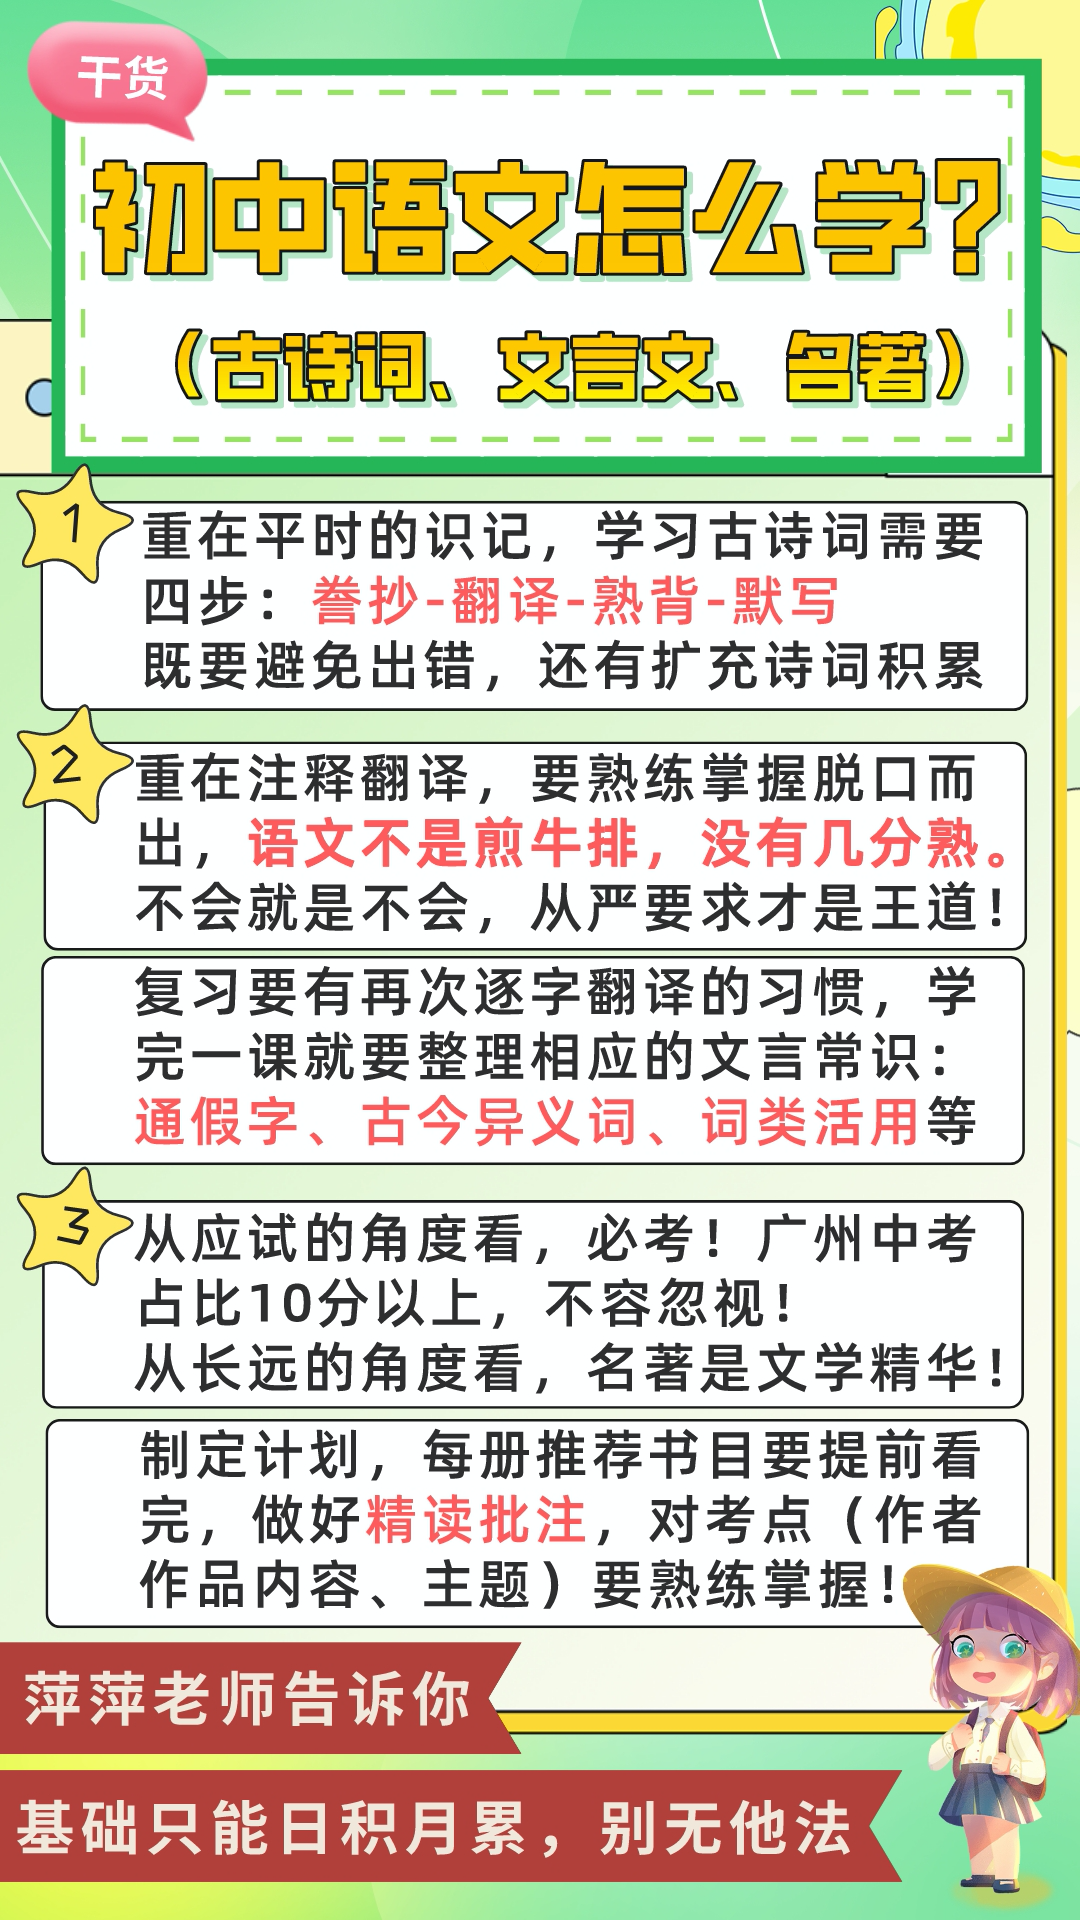 干货
初中语文怎么学？
（古诗词、文言文、名著）
1
重在平时的识记，学习古诗词需要
四步：誊抄-翻译-熟背-默写
既要避免出错，还有扩充诗词积累
2
重在注释翻译，要熟练掌握脱口而
出，语文不是煎牛排，没有几分熟。
不会就是不会，从严要求才是王道！
复习要有再次逐字翻译的习惯，学
完一课就要整理相应的文言常识：
通假字、古今异义词、词类活用等
3
从应试的角度看，必考！广州中考
占比10分以上，不容忽视！
从长远的角度看，名著是文学精华！
制定计划，每册推荐书目要提前看
完，做好精读批注，对考点（作者
作品内容、主题）要熟练掌握！
萍萍老师告诉你
基础只能日积月累，别无他法